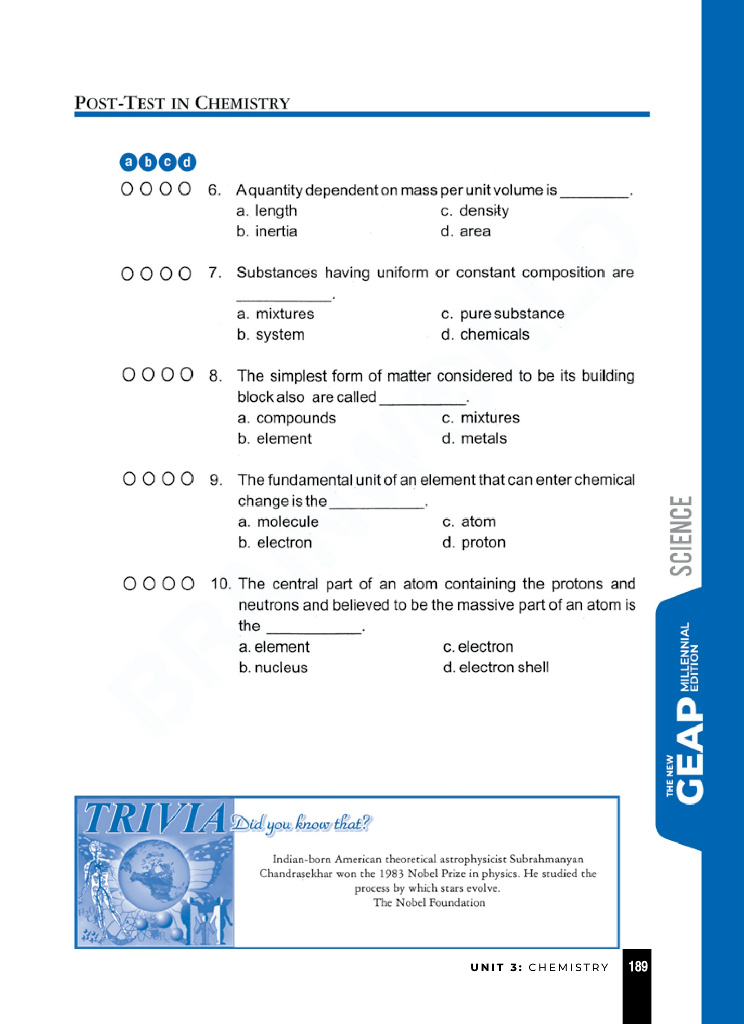 POST-TEST IN CHEMISTRY
a b c d
6. A quantity dependent on mass per unit volume is ________.
a. length c. density
b. inertia d. area
7. Substances having uniform or constant composition are
___________.
a. mixtures c. pure substance
b. system d. chemicals
8. The simplest form of matter considered to be its building
block also are called __________.
a. compounds c. mixtures
b. element d. metals
9. The fundamental unit of an element that can enter chemical
change is the ___________.
a. molecule c. atom
b. electron d. proton
10. The central part of an atom containing the protons and
neutrons and believed to be the massive part of an atom is
the ___________.
a. element c. electron
b. nucleus d. electron shell
SCIENCE
THE NEW
GEAP
MILLENNIAL
EDITION
TRIVIA Did you know that?
Indian-born American theoretical astrophysicist Subrahmanyan
Chandrasekhar won the 1983 Nobel Prize in physics. He studied the
process by which stars evolve.
The Nobel Foundation
UNIT 3: CHEMISTRY 189